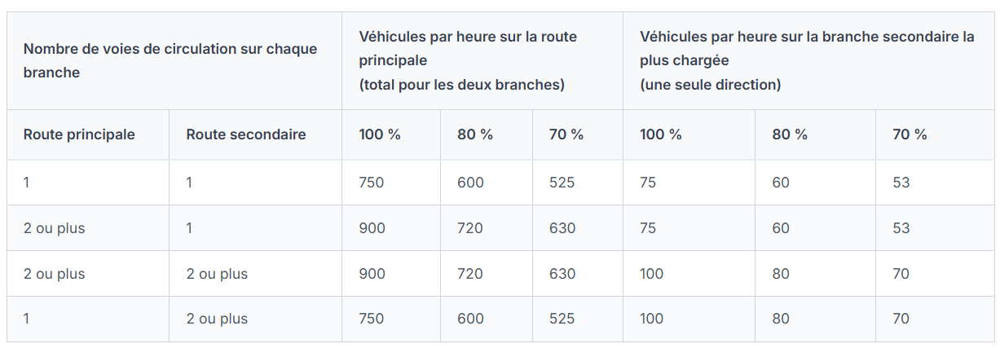 Nombre de voies de circulation sur chaque
branche
Véhicules par heure sur la route
principale
(total pour les deux branches)
Véhicules par heure sur la branche secondaire la
plus chargée
(une seule direction)
Route principale Route secondaire 100 % 80 % 70 % 100 % 80 % 70 %
1 1 750 600 525 75 60 53
2 ou plus 1 900 720 630 75 60 53
2 ou plus 2 ou plus 900 720 630 100 80 70
1 2 ou plus 750 600 525 100 80 70